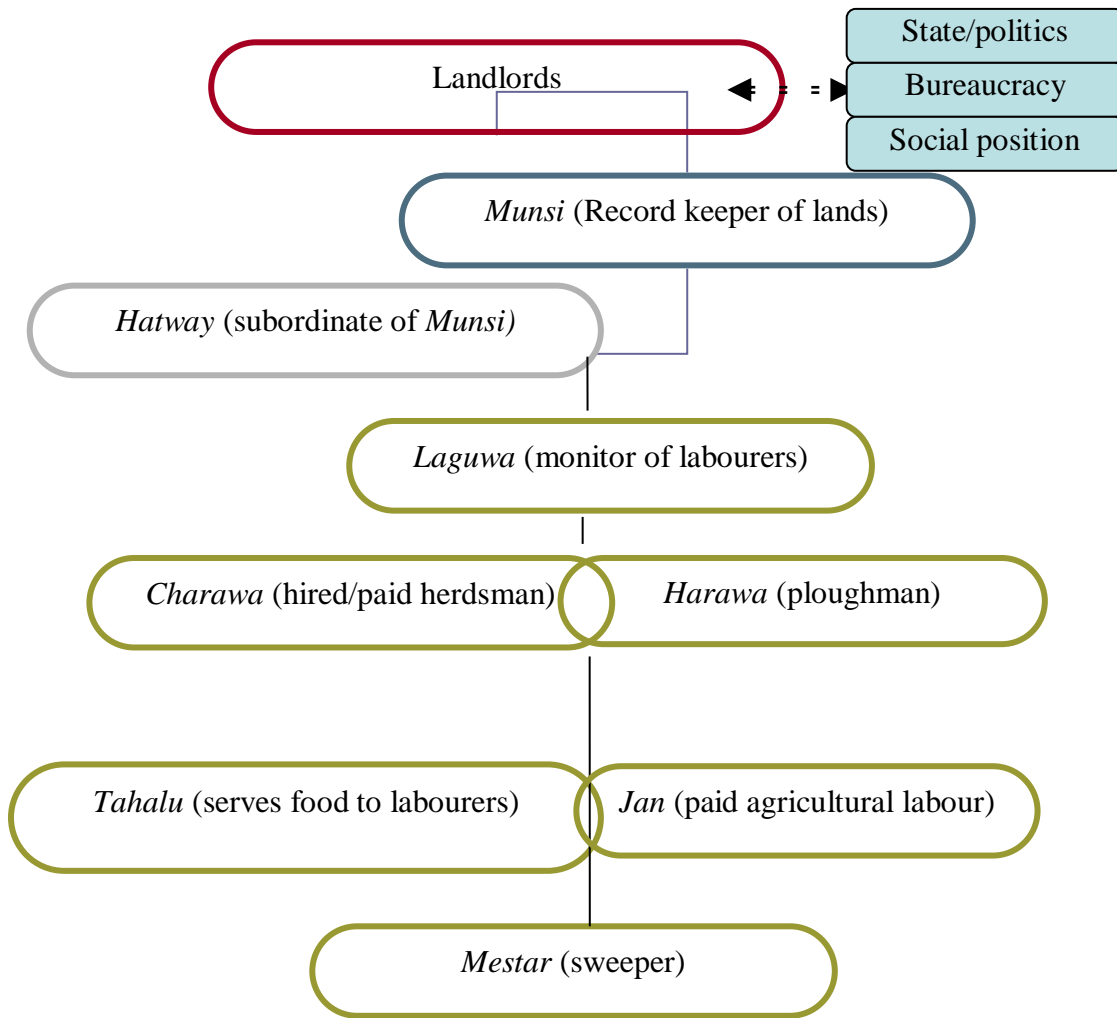 State/politics
Landlords
Bureaucracy
Social position
Munsi (Record keeper of lands)
Hatway (subordinate of Munsi)
Laguwa (monitor of labourers)
Charawa (hired/paid herdsman)
Harawa (ploughman)
Tahalu (serves food to labourers)
Jan (paid agricultural labour)
Mestar (sweeper)